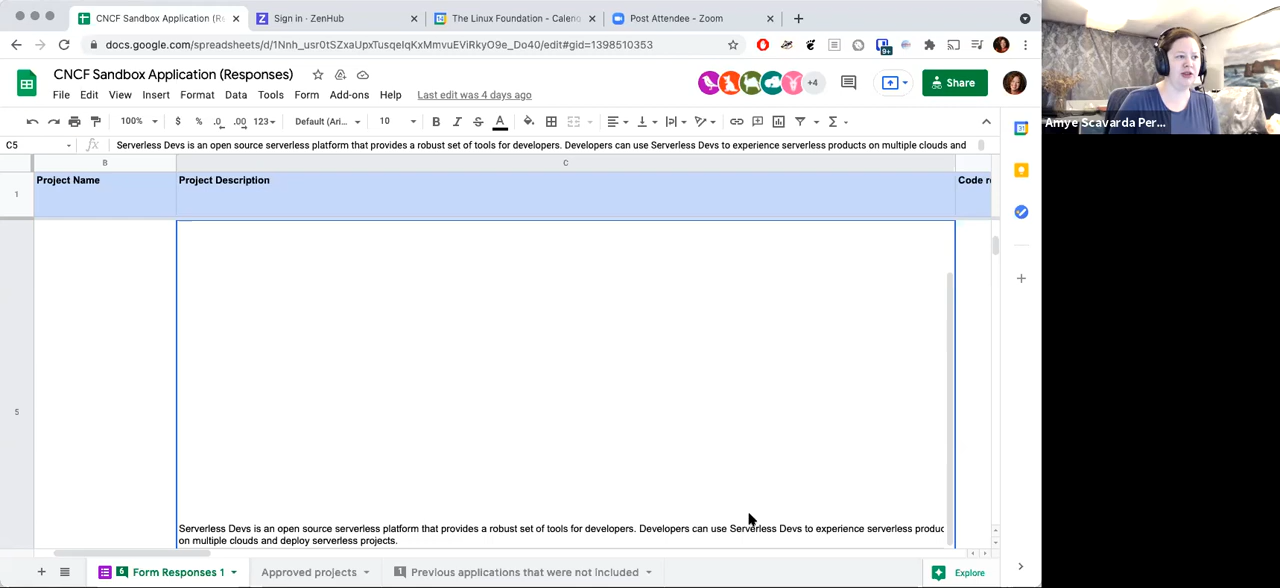 CNCF Sandbox Application (Re
Sign in · ZenHub
The Linux Foundation - Calend
Post Attendee - Zoom
docs.google.com/spreadsheets/d/1Nnh_usr0tSZxaUpxTusqeIqKxMmvuEViRkyO9e_Do40/edit#gid=1398510353
CNCF Sandbox Application (Responses)
+4
Share
File Edit View Insert Format Data Tools Form Add-ons Help Last edit was 4 days ago
100% $ % .0 .00 123 Default (Ari... 10 B I S A
C5 fx Serverless Devs is an open source serverless platform that provides a robust set of tools for developers. Developers can use Serverless Devs to experience serverless products on multiple clouds and
B C
1 Project Name Project Description Code r
5
Serverless Devs is an open source serverless platform that provides a robust set of tools for developers. Developers can use Serverless Devs to experience serverless produc
on multiple clouds and deploy serverless projects.
6 Form Responses 1 Approved projects 1 Previous applications that were not included Explore
9+
31
Amye Scavarda Per...